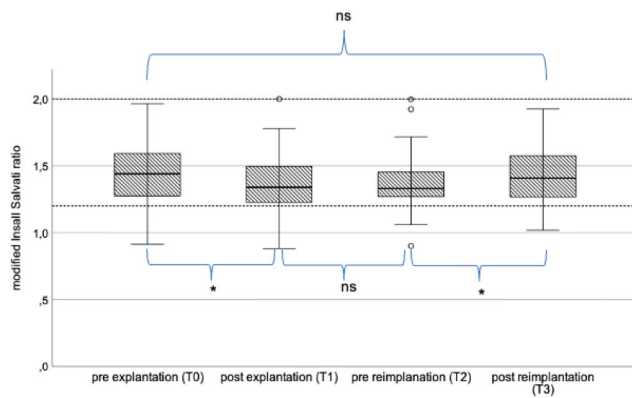 ns
modified Insall Salvati ratio
2,0
1,5
1,0
,5
,0
*
ns
*
pre explantation (T0)
post explantation (T1)
pre reimplanation (T2)
post reimplantation
(T3)